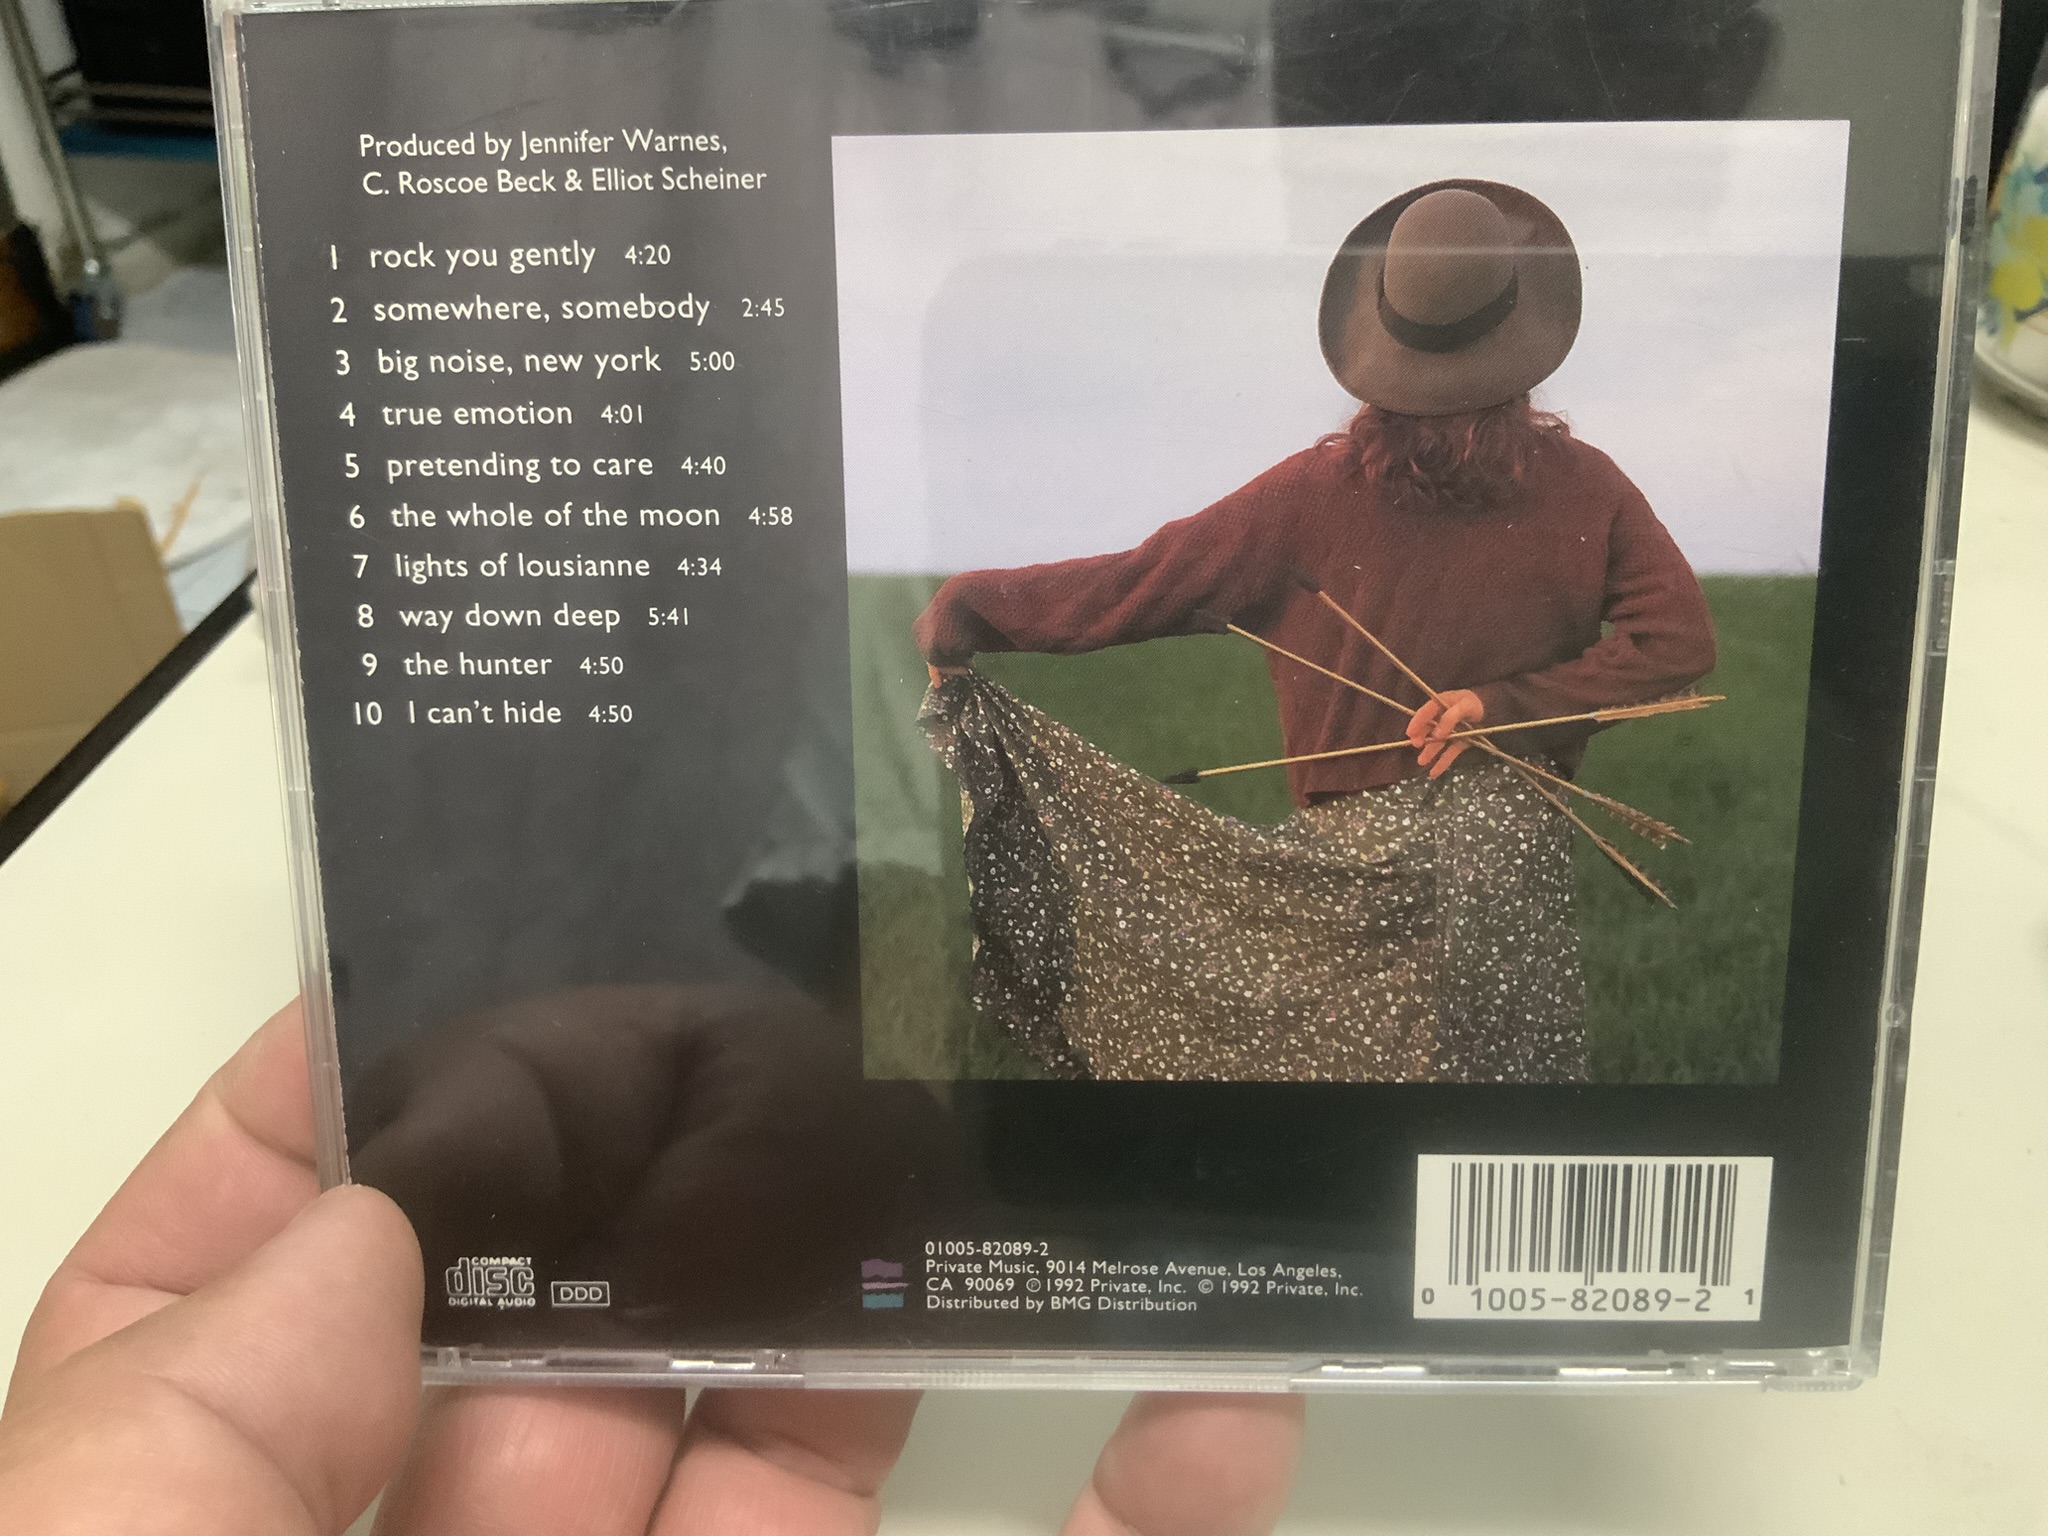 Produced by Jennifer Warnes,
C. Roscoe Beck & Elliot Scheiner
1 rock you gently 4:20
2 somewhere, somebody 2:45
3 big noise, new york 5:00
4 true emotion 4:01
5 pretending to care 4:40
6 the whole of the moon 4:58
7 lights of lousianne 4:34
8 way down deep 5:41
9 the hunter 4:50
10 I can't hide 4:50
COMPACT
disc
DIGITAL AUDIO
DDD
01005-82089-2
Private Music, 9014 Melrose Avenue, Los Angeles,
CA 90069 ℗ 1992 Private, Inc. © 1992 Private, Inc.
Distributed by BMG Distribution
0 1005-82089-2 1